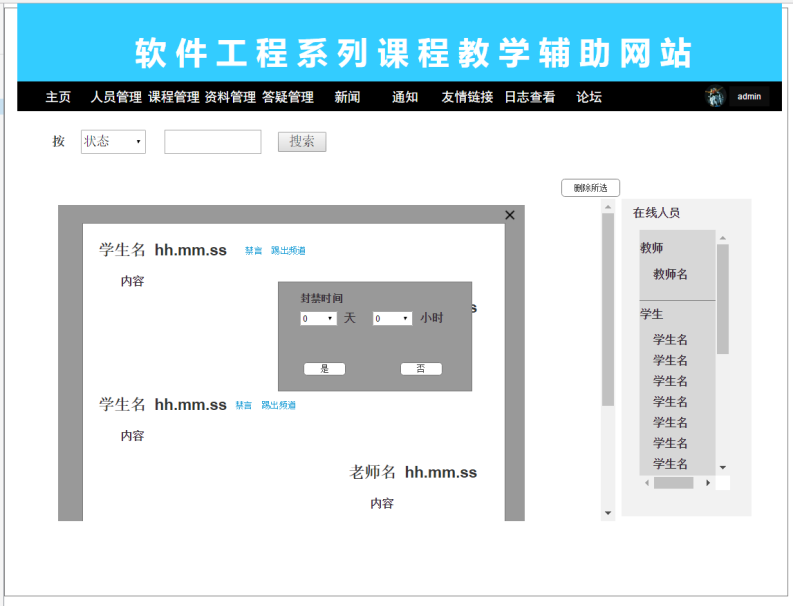 软件工程系列课程教学辅助网站
主页 人员管理 课程管理 资料管理 答疑管理 新闻 通知 友情链接 日志查看 论坛 admin
按 状态 搜索
删除所选
学生名 hh.mm.ss 禁言 踢出频道
内容
封禁时间
0 天 0 小时
是 否
s
学生名 hh.mm.ss 禁言 踢出频道
内容
老师名 hh.mm.ss
内容
在线人员
教师
教师名
学生
学生名
学生名
学生名
学生名
学生名
学生名
学生名